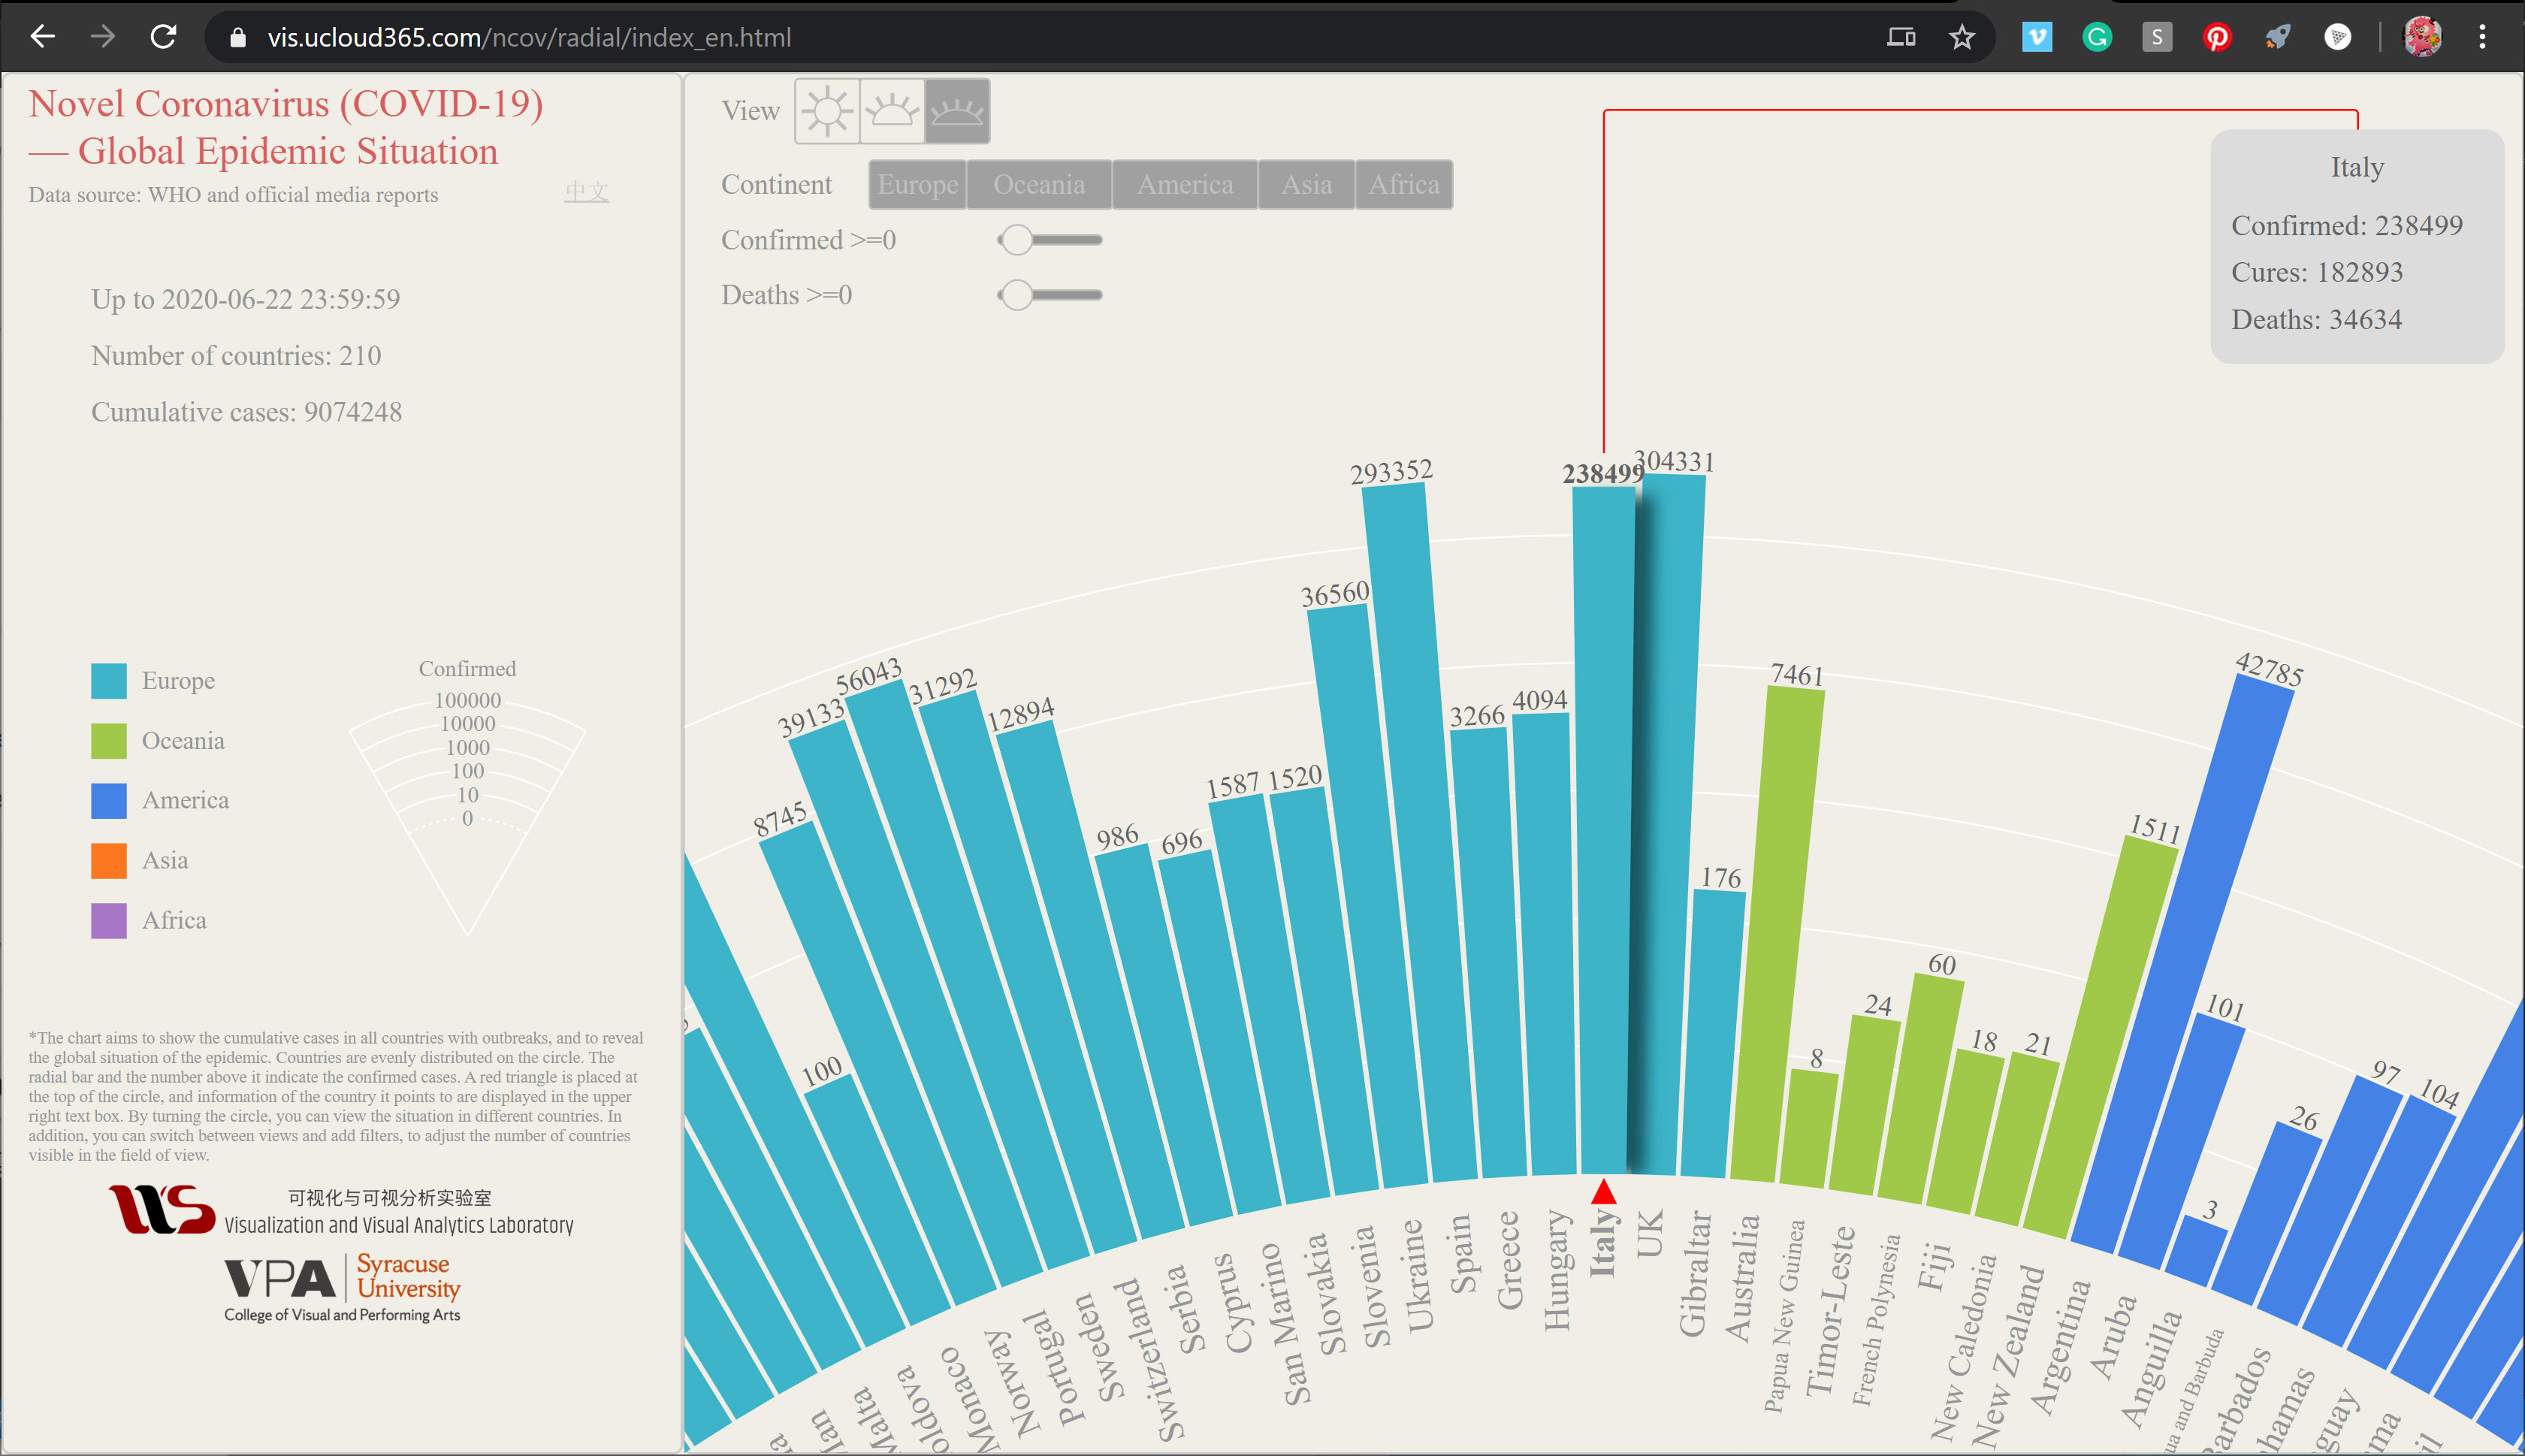 vis.ucloud365.com/ncov/radial/index_en.html
Novel Coronavirus (COVID-19)
— Global Epidemic Situation
Data source: WHO and official media reports
中文
Up to 2020-06-22 23:59:59
Number of countries: 210
Cumulative cases: 9074248
Europe
Oceania
America
Asia
Africa
Confirmed
100000
10000
1000
100
10
0
*The chart aims to show the cumulative cases in all countries with outbreaks, and to reveal
the global situation of the epidemic. Countries are evenly distributed on the circle. The
radial bar and the number above it indicate the confirmed cases. A red triangle is placed at
the top of the circle, and information of the country it points to are displayed in the upper
right text box. By turning the circle, you can view the situation in different countries. In
addition, you can switch between views and add filters, to adjust the number of countries
visible in the field of view.
可视化与可视分析实验室
Visualization and Visual Analytics Laboratory
VPA
Syracuse
University
College of Visual and Performing Arts
View
Continent
Europe
Oceania
America
Asia
Africa
Confirmed >=0
Deaths >=0
Italy
Confirmed: 238499
Cures: 182893
Deaths: 34634
100
8745
39133
56043
31292
12894
986
696
1587
1520
36560
293352
3266
4094
238499
304331
176
7461
8
24
60
18
21
1511
42785
101
3
26
97
104
Monaco
Norway
Portugal
Sweden
Switzerland
Serbia
Cyprus
San Marino
Slovakia
Slovenia
Ukraine
Spain
Greece
Hungary
Italy
UK
Gibraltar
Australia
Papua New Guinea
Timor-Leste
French Polynesia
Fiji
New Caledonia
New Zealand
Argentina
Aruba
Anguilla
and Barbuda